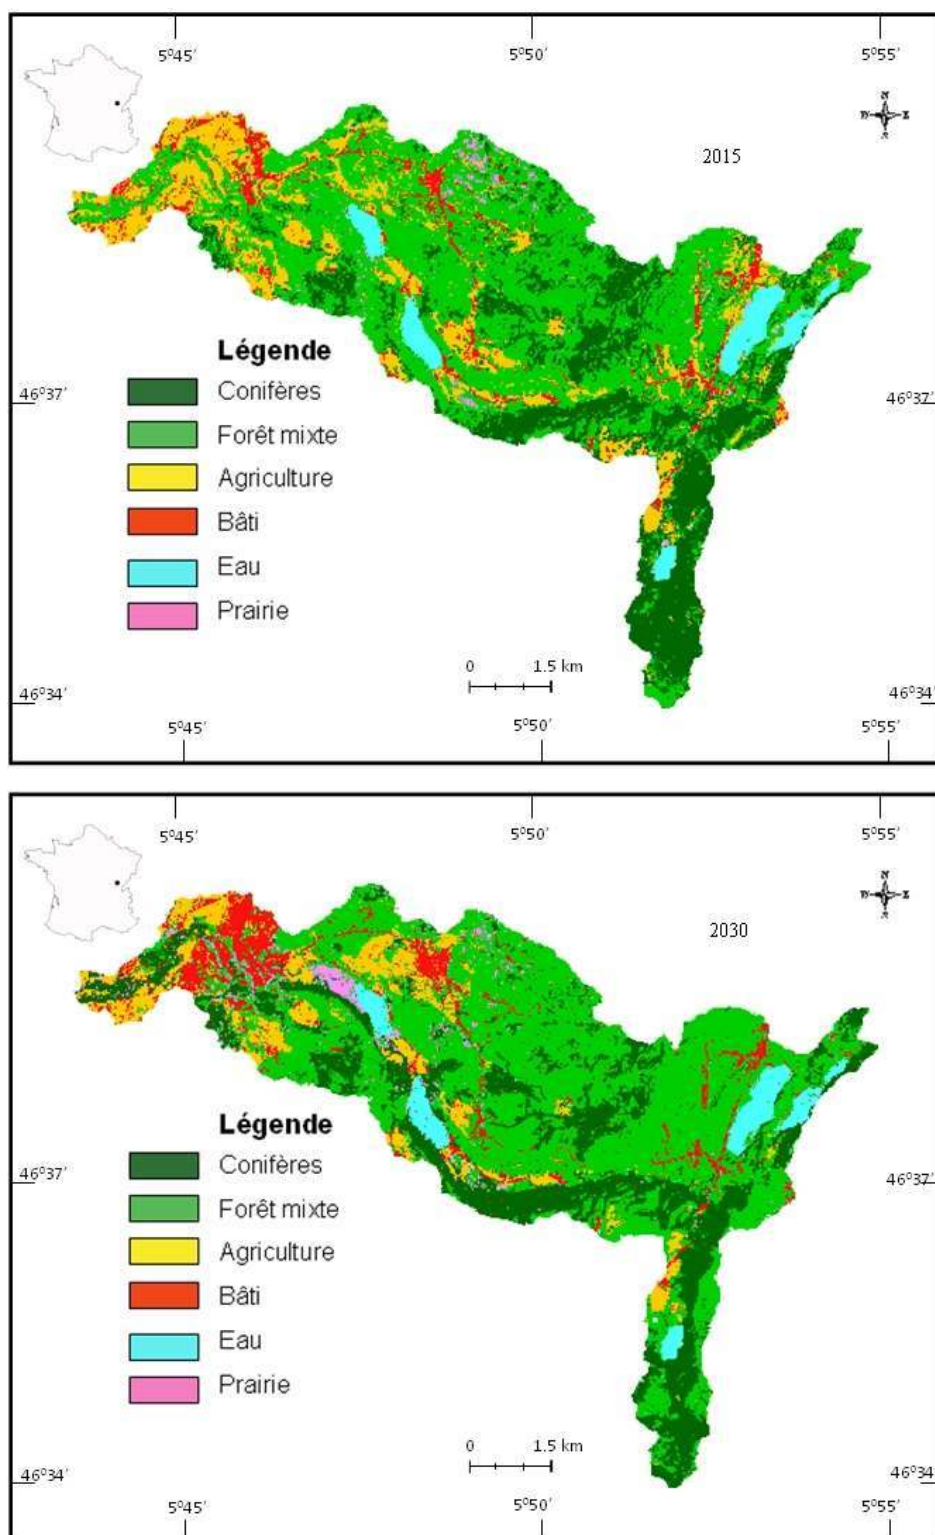 5°45′ 5°50′ 5°55′
2015
Légende
Conifères
46°37′ 46°37′
Forêt mixte
Agriculture
Bâti
Eau
Prairie
0 1.5 km
46°34′ 46°34′
5°45′ 5°50′ 5°55′
5°45′ 5°50′ 5°55′
2030
Légende
Conifères
46°37′ 46°37′
Forêt mixte
Agriculture
Bâti
Eau
Prairie
0 1.5 km
46°34′ 46°34′
5°45′ 5°50′ 5°55′